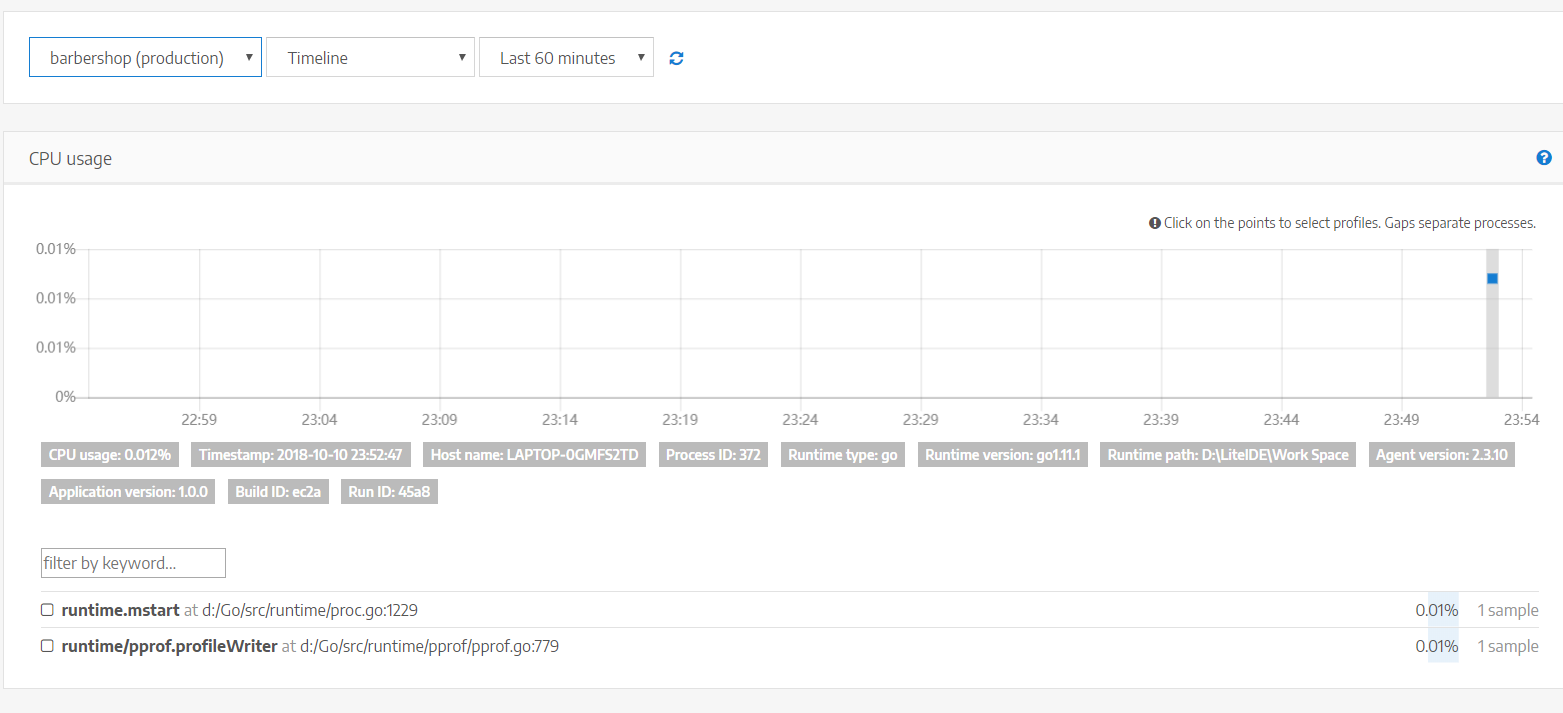 barbershop (production) Timeline Last 60 minutes
CPU usage
Click on the points to select profiles. Gaps separate processes.
0.01%
0.01%
0.01%
0%
22:59 23:04 23:09 23:14 23:19 23:24 23:29 23:34 23:39 23:44 23:49 23:54
CPU usage: 0.012% Timestamp: 2018-10-10 23:52:47 Host name: LAPTOP-0GMFS2TD Process ID: 372 Runtime type: go Runtime version: go1.11.1 Runtime path: D:\LiteIDE\Work Space Agent version: 2.3.10
Application version: 1.0.0 Build ID: ec2a Run ID: 45a8
filter by keyword...
runtime.mstart at d:/Go/src/runtime/proc.go:1229 0.01% 1 sample
runtime/pprof.profileWriter at d:/Go/src/runtime/pprof/pprof.go:779 0.01% 1 sample